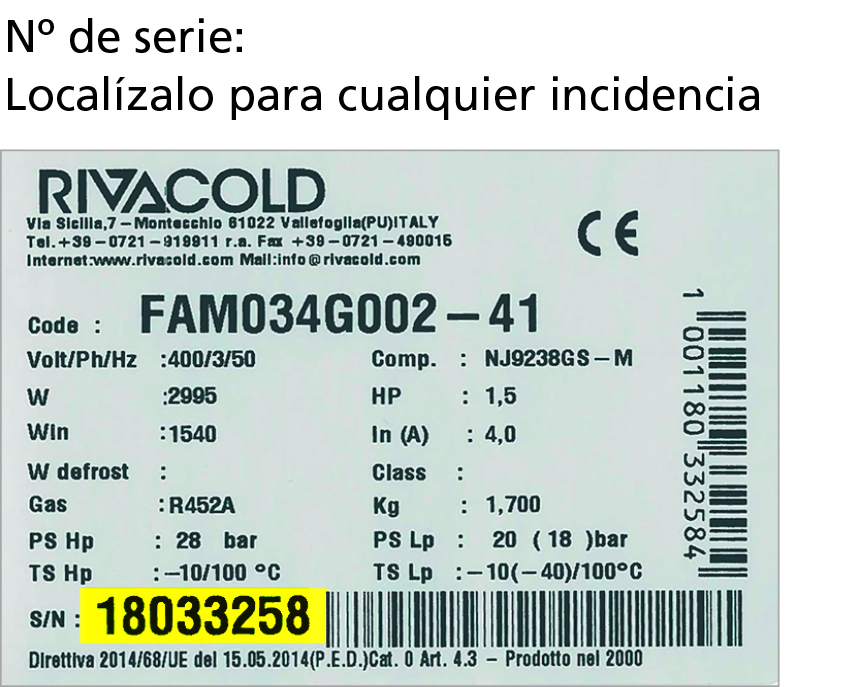 Nº de serie:
Localízalo para cualquier incidencia
RIVACOLD
Via Sicilia,7 – Montecchio 61022 Vallefoglia(PU)ITALY
Tel.+39 – 0721 – 919911 r.a. Fax +39 – 0721 – 490015
Internet:www.rivacold.com Mail:info@rivacold.com
CE
Code : FAM034G002 – 41
Volt/Ph/Hz :400/3/50 Comp. : NJ9238GS – M
W :2995 HP : 1,5
Win :1540 In (A) : 4,0
W defrost : Class :
Gas :R452A Kg : 1,700
PS Hp : 28 bar PS Lp : 20 ( 18 )bar
TS Hp :–10/100 °C TS Lp :–10(–40)/100°C
S/N : 18033258
Direttiva 2014/68/UE del 15.05.2014(P.E.D.)Cat. 0 Art. 4.3 – Prodotto nel 2000
1 001180 332584